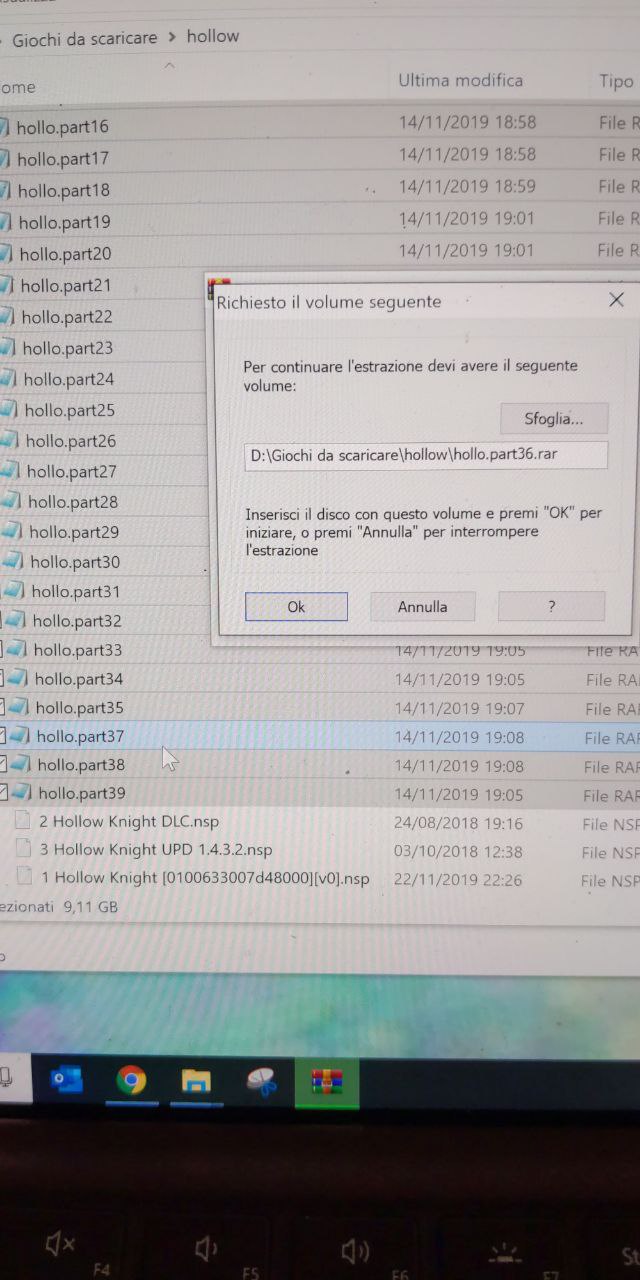 Giochi da scaricare > hollow
ome
Ultima modifica
Tipo
hollo.part16 14/11/2019 18:58 File R
hollo.part17 14/11/2019 18:58 File R
hollo.part18 14/11/2019 18:59 File R
hollo.part19 14/11/2019 19:01 File R
hollo.part20 14/11/2019 19:01 File R
hollo.part21
hollo.part22
hollo.part23
hollo.part24
hollo.part25
hollo.part26
hollo.part27
hollo.part28
hollo.part29
hollo.part30
hollo.part31
hollo.part32
hollo.part33 14/11/2019 19:05 File RA
hollo.part34 14/11/2019 19:05 File RA
hollo.part35 14/11/2019 19:07 File RA
hollo.part37 14/11/2019 19:08 File RAR
hollo.part38 14/11/2019 19:08 File RAR
hollo.part39 14/11/2019 19:05 File RAR
2 Hollow Knight DLC.nsp 24/08/2018 19:16 File NSP
3 Hollow Knight UPD 1.4.3.2.nsp 03/10/2018 12:38 File NSP
1 Hollow Knight [0100633007d48000][v0].nsp 22/11/2019 22:26 File NSP
ezionati 9,11 GB
Richiesto il volume seguente
Per continuare l'estrazione devi avere il seguente
volume:
Sfoglia...
D:\Giochi da scaricare\hollow\hollo.part36.rar
Inserisci il disco con questo volume e premi "OK" per
iniziare, o premi "Annulla" per interrompere
l'estrazione
Ok
Annulla
?
F4
F5
F6
F7
St